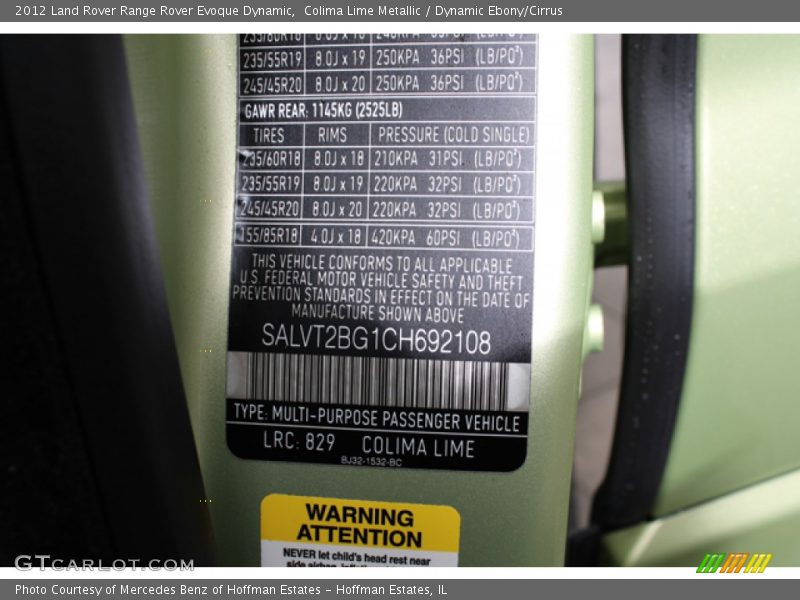 2012 Land Rover Range Rover Evoque Dynamic,  Colima Lime Metallic / Dynamic Ebony/Cirrus
235/60R18 8.0J x 18
235/55R19 8.0J x 19 250KPA 36PSI (LB/PO²)
245/45R20 8.0J x 20 250KPA 36PSI (LB/PO²)
GAWR REAR: 1145KG (2525LB)
TIRES RIMS PRESSURE (COLD SINGLE)
235/60R18 8.0J x 18 210KPA 31PSI (LB/PO²)
235/55R19 8.0J x 19 220KPA 32PSI (LB/PO²)
245/45R20 8.0J x 20 220KPA 32PSI (LB/PO²)
155/85R18 4.0J x 18 420KPA 60PSI (LB/PO²)
THIS VEHICLE CONFORMS TO ALL APPLICABLE
U.S. FEDERAL MOTOR VEHICLE SAFETY AND THEFT
PREVENTION STANDARDS IN EFFECT ON THE DATE OF
MANUFACTURE SHOWN ABOVE
SALVT2BG1CH692108
TYPE: MULTI-PURPOSE PASSENGER VEHICLE
LRC: 829 COLIMA LIME
BJ32-1532-BC
WARNING
ATTENTION
NEVER let child's head rest near
GTCARLOT.COM
Photo Courtesy of Mercedes Benz of Hoffman Estates – Hoffman Estates, IL